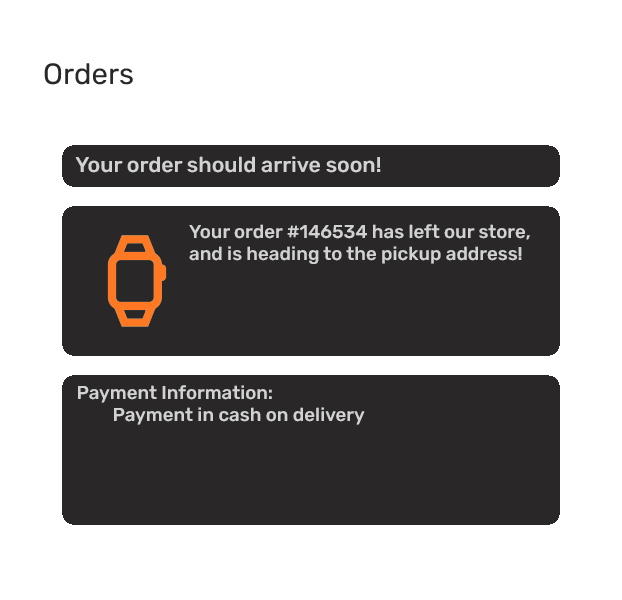 Orders
Your order should arrive soon!
Your order #146534 has left our store,
and is heading to the pickup address!
Payment Information:
Payment in cash on delivery